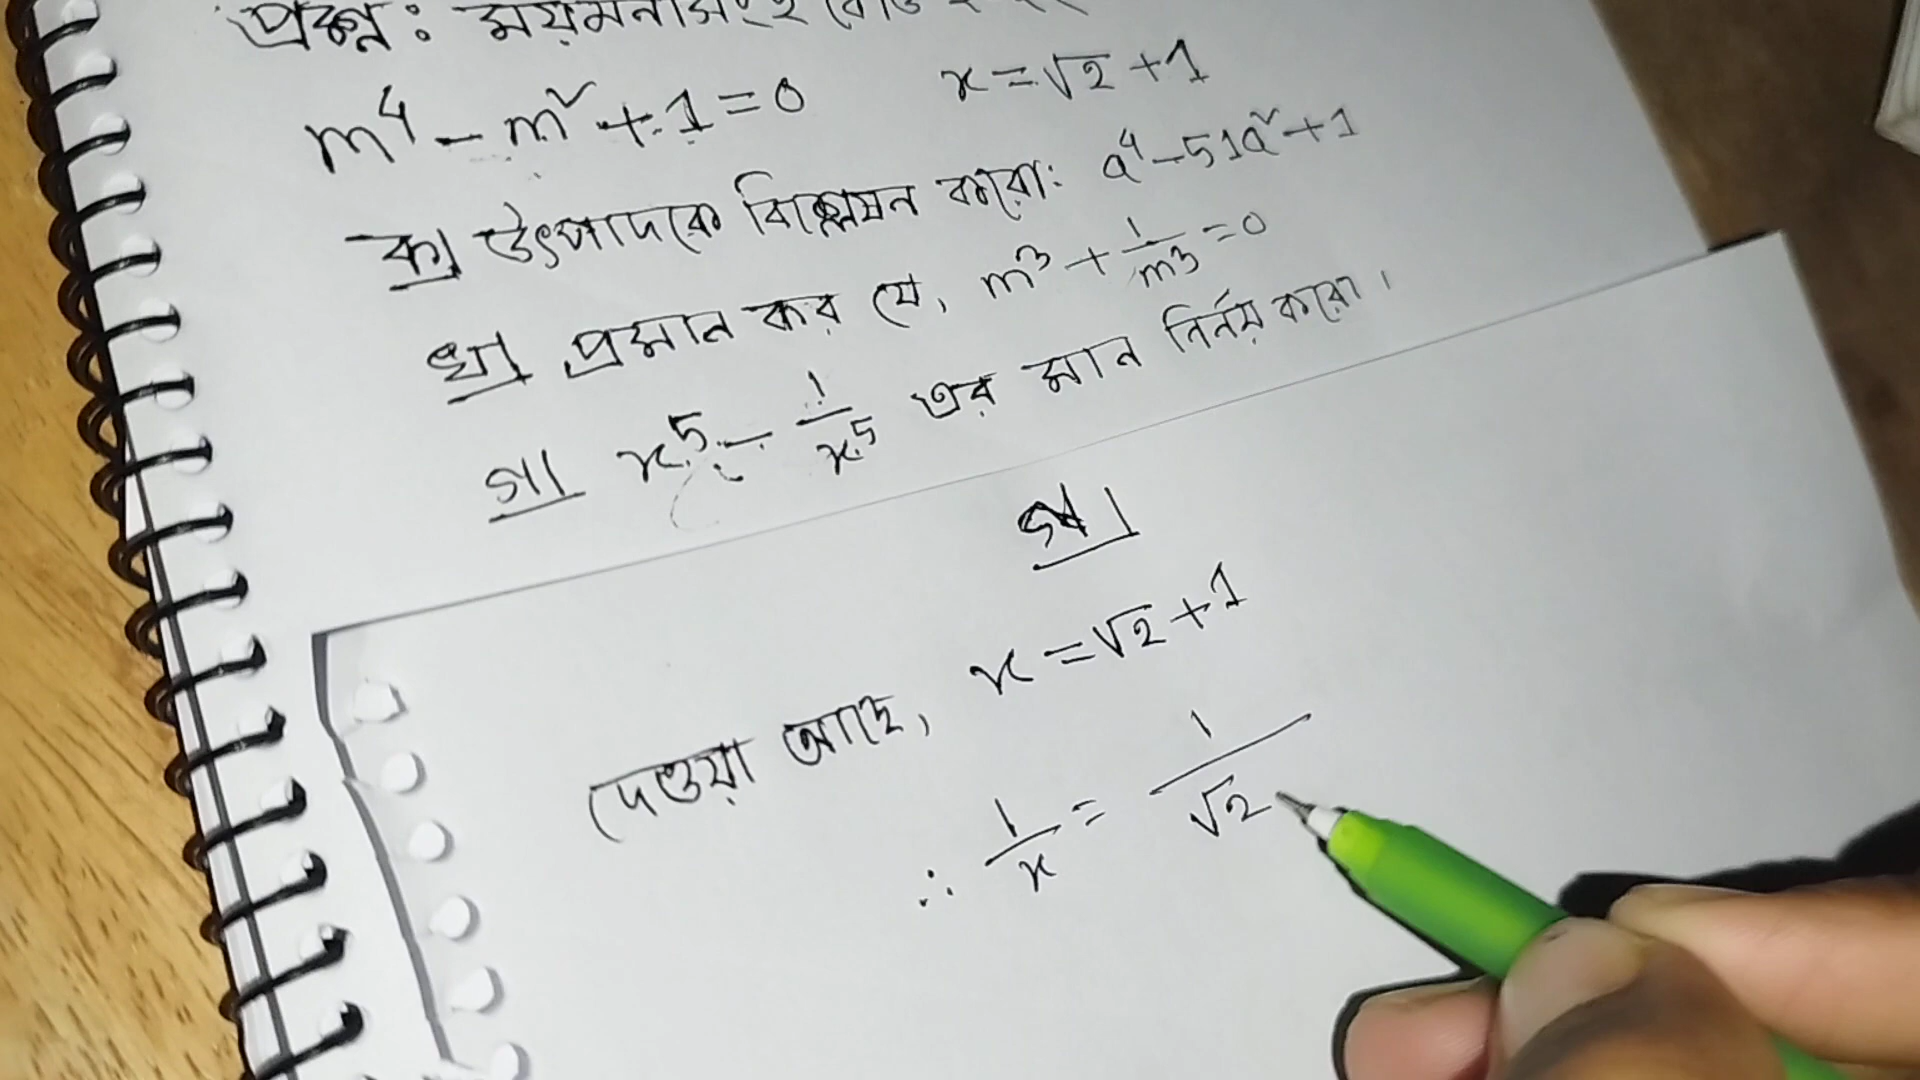 প্রশ্ন: ময়মনসিংহ বোর্ড
m⁴ - m² + 1 = 0    x = √2 + 1
ক। উৎপাদকে বিশ্লেষন করো: a⁴ - 51a² + 1
খ। প্রমান কর যে, m³ + 1/m³ = 0
গ। x⁵ - 1/x⁵ এর মান নির্নয় করো।
গ।
দেওয়া আছে, x = √2 + 1
∴ 1/x = 1/√2